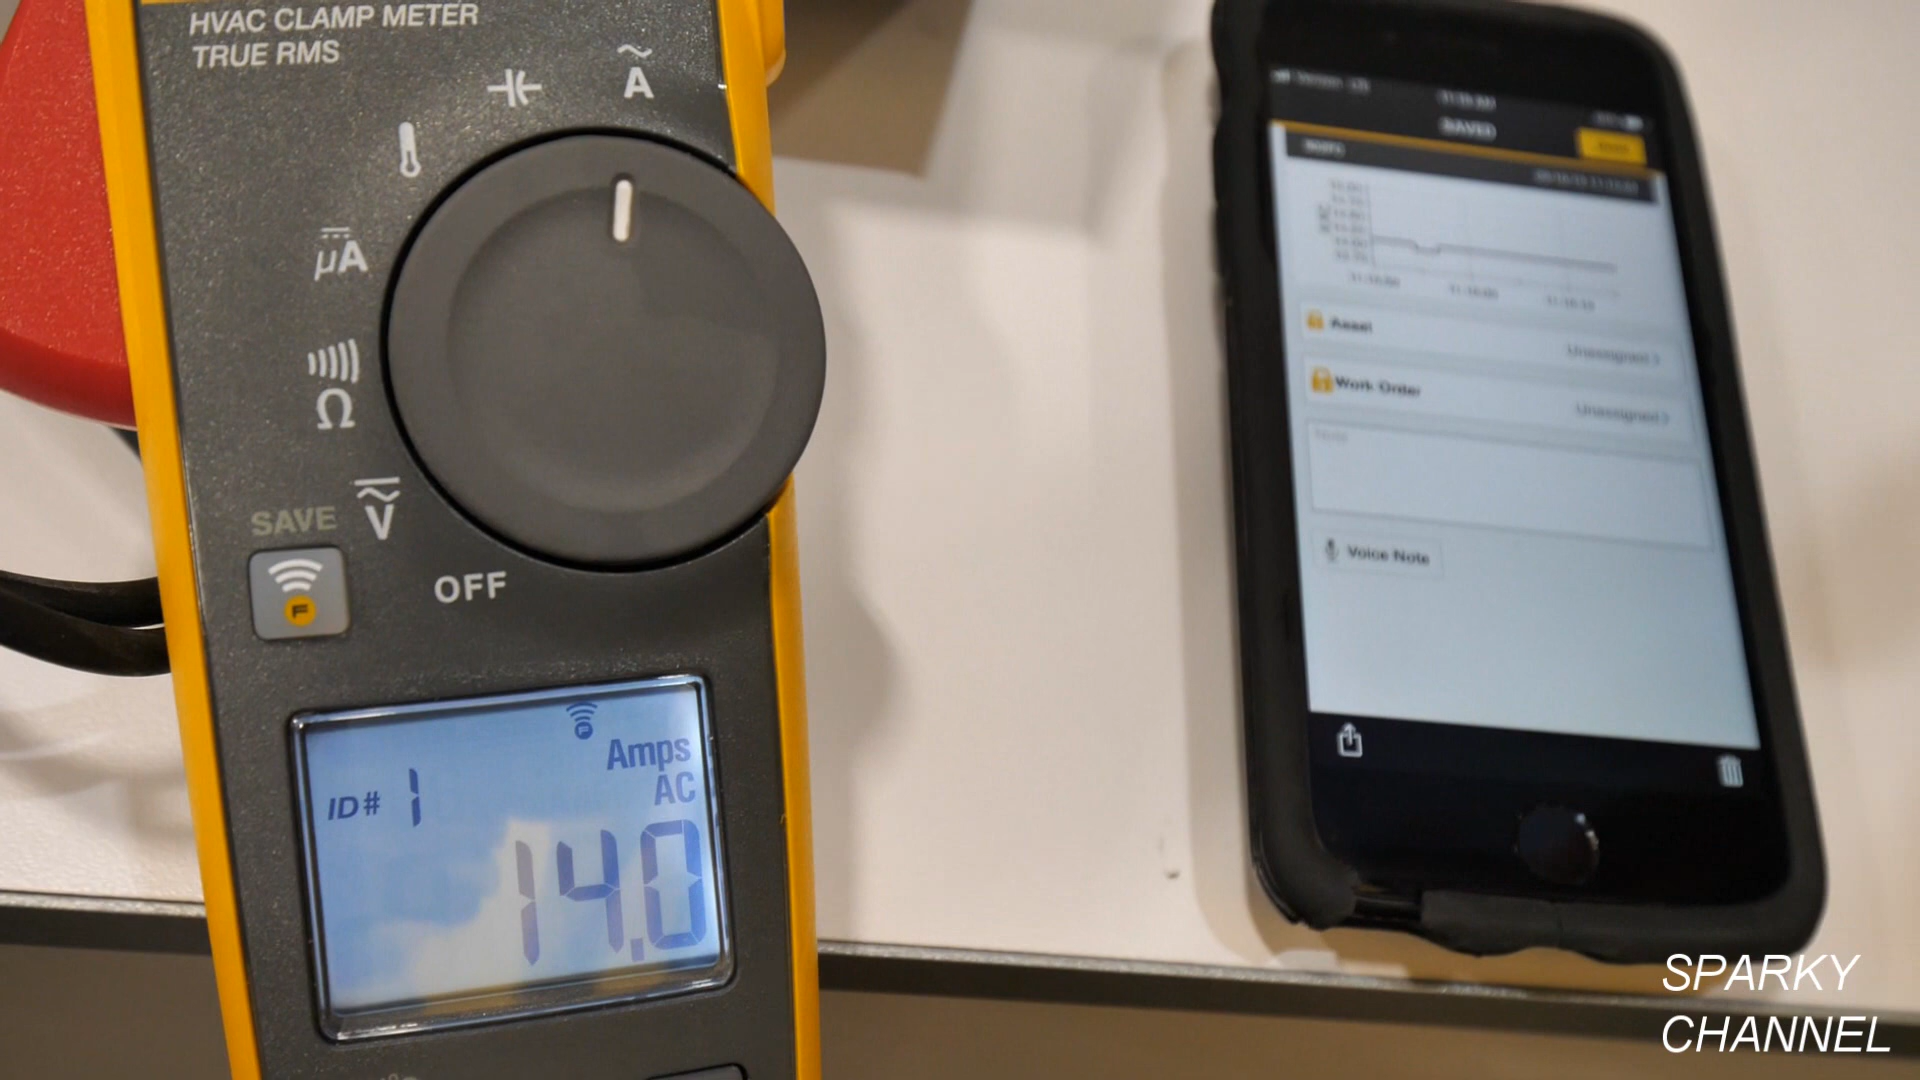 HVAC CLAMP METER
TRUE RMS
A
µA
Ω
V
SAVE
F
OFF
Amps
AC
ID# 1
14.0
SAVED
Asset
Unassigned >
Work Order
Unassigned >
Voice Note
SPARKY
CHANNEL